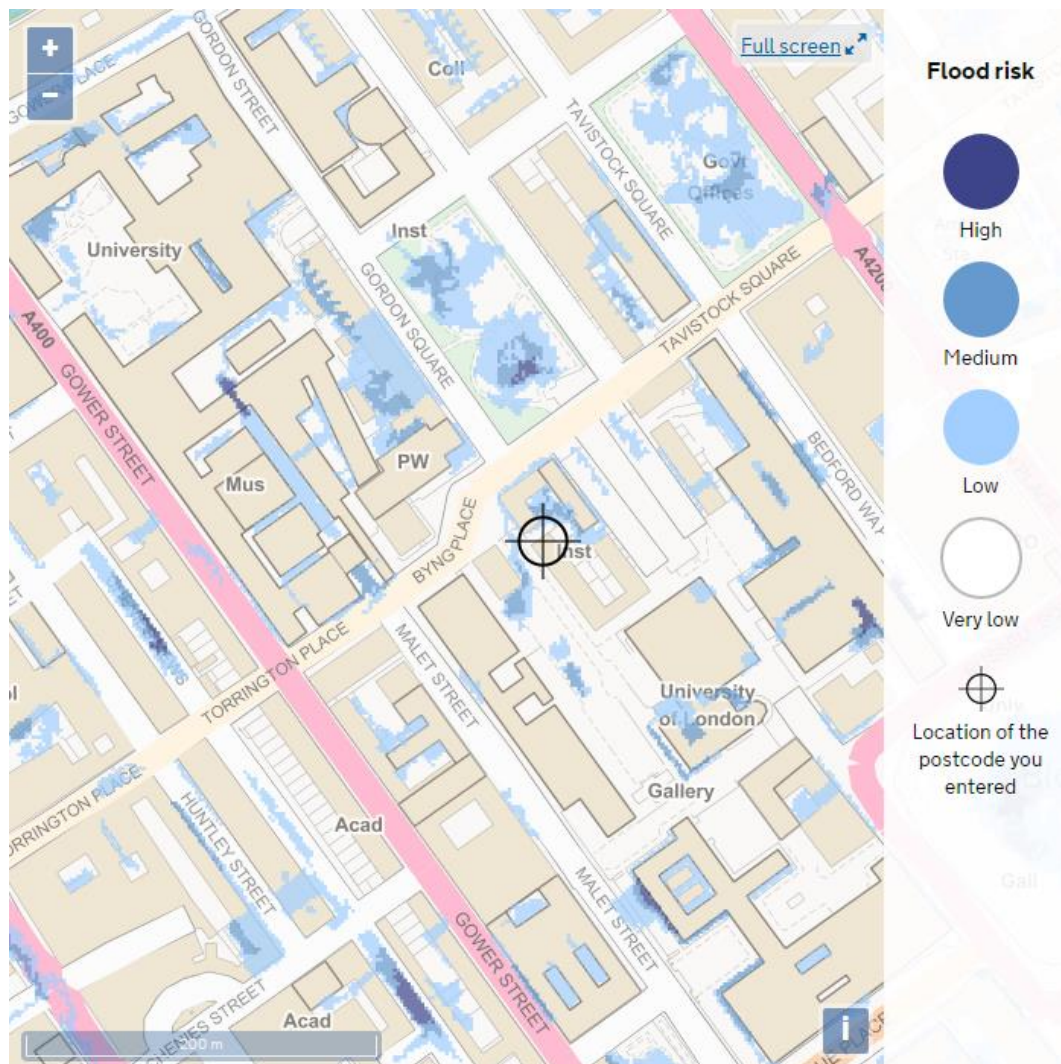 +
−
Full screen
GOWER PLACE
GORDON STREET
Coll
TAVISTOCK SQUARE
Govt
Offices
A4200
University
Inst
GORDON SQUARE
TAVISTOCK SQUARE
A400
GOWER STREET
Mus
PW
BEDFORD WAY
BYNG PLACE
Inst
TORRINGTON PLACE
MALET STREET
University
of London
Gallery
TORRINGTON PLACE
HUNTLEY STREET
Acad
MALET STREET
GOWER STREET
CHENIES STREET
Acad
200 m
i
Flood risk
High
Medium
Low
Very low
Location of the
postcode you
entered
Gall